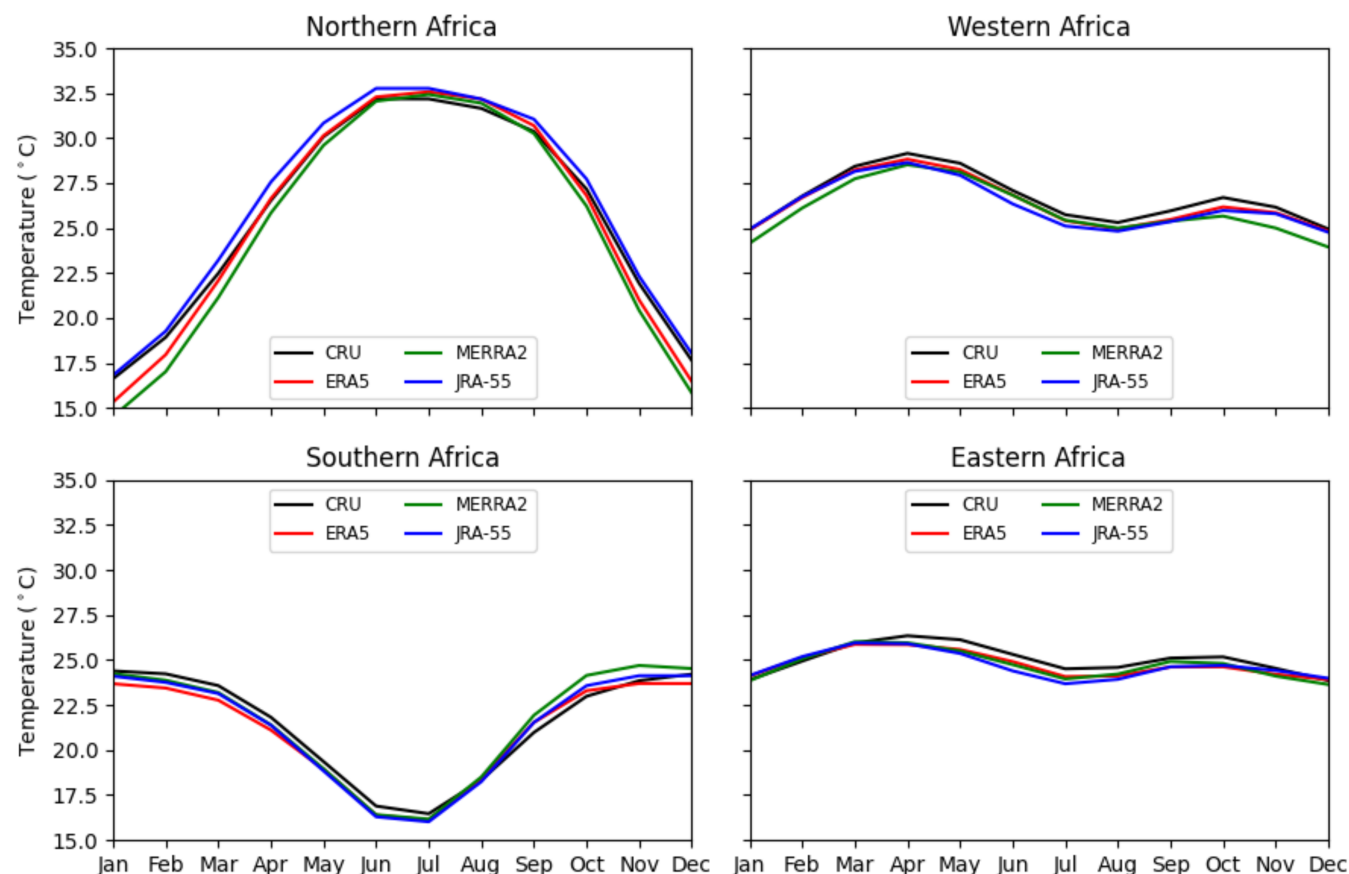 Northern Africa
Western Africa
Temperature (°C)
35.0
32.5
30.0
27.5
25.0
22.5
20.0
17.5
15.0
CRU MERRA2
ERA5 JRA-55
CRU MERRA2
ERA5 JRA-55
Southern Africa
Eastern Africa
Temperature (°C)
35.0
32.5
30.0
27.5
25.0
22.5
20.0
17.5
15.0
CRU MERRA2
ERA5 JRA-55
CRU MERRA2
ERA5 JRA-55
Jan Feb Mar Apr May Jun Jul Aug Sep Oct Nov Dec
Jan Feb Mar Apr May Jun Jul Aug Sep Oct Nov Dec